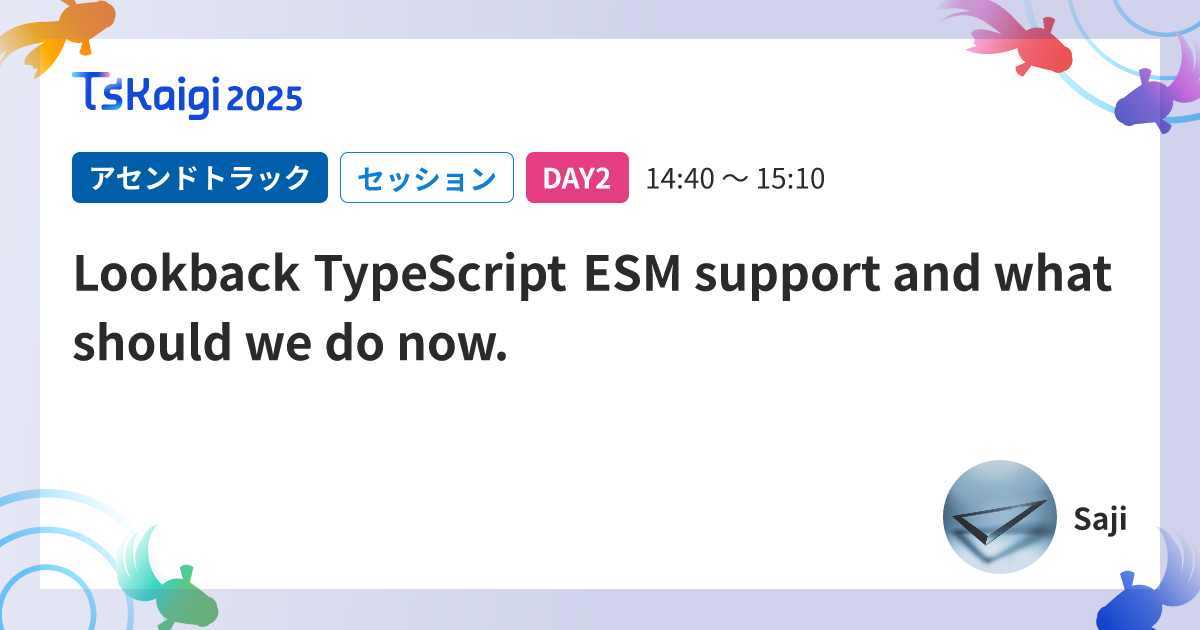 TSKaigi 2025
アセンドトラック セッション DAY2 14:40 〜 15:10
Lookback TypeScript ESM support and what
should we do now.
Saji